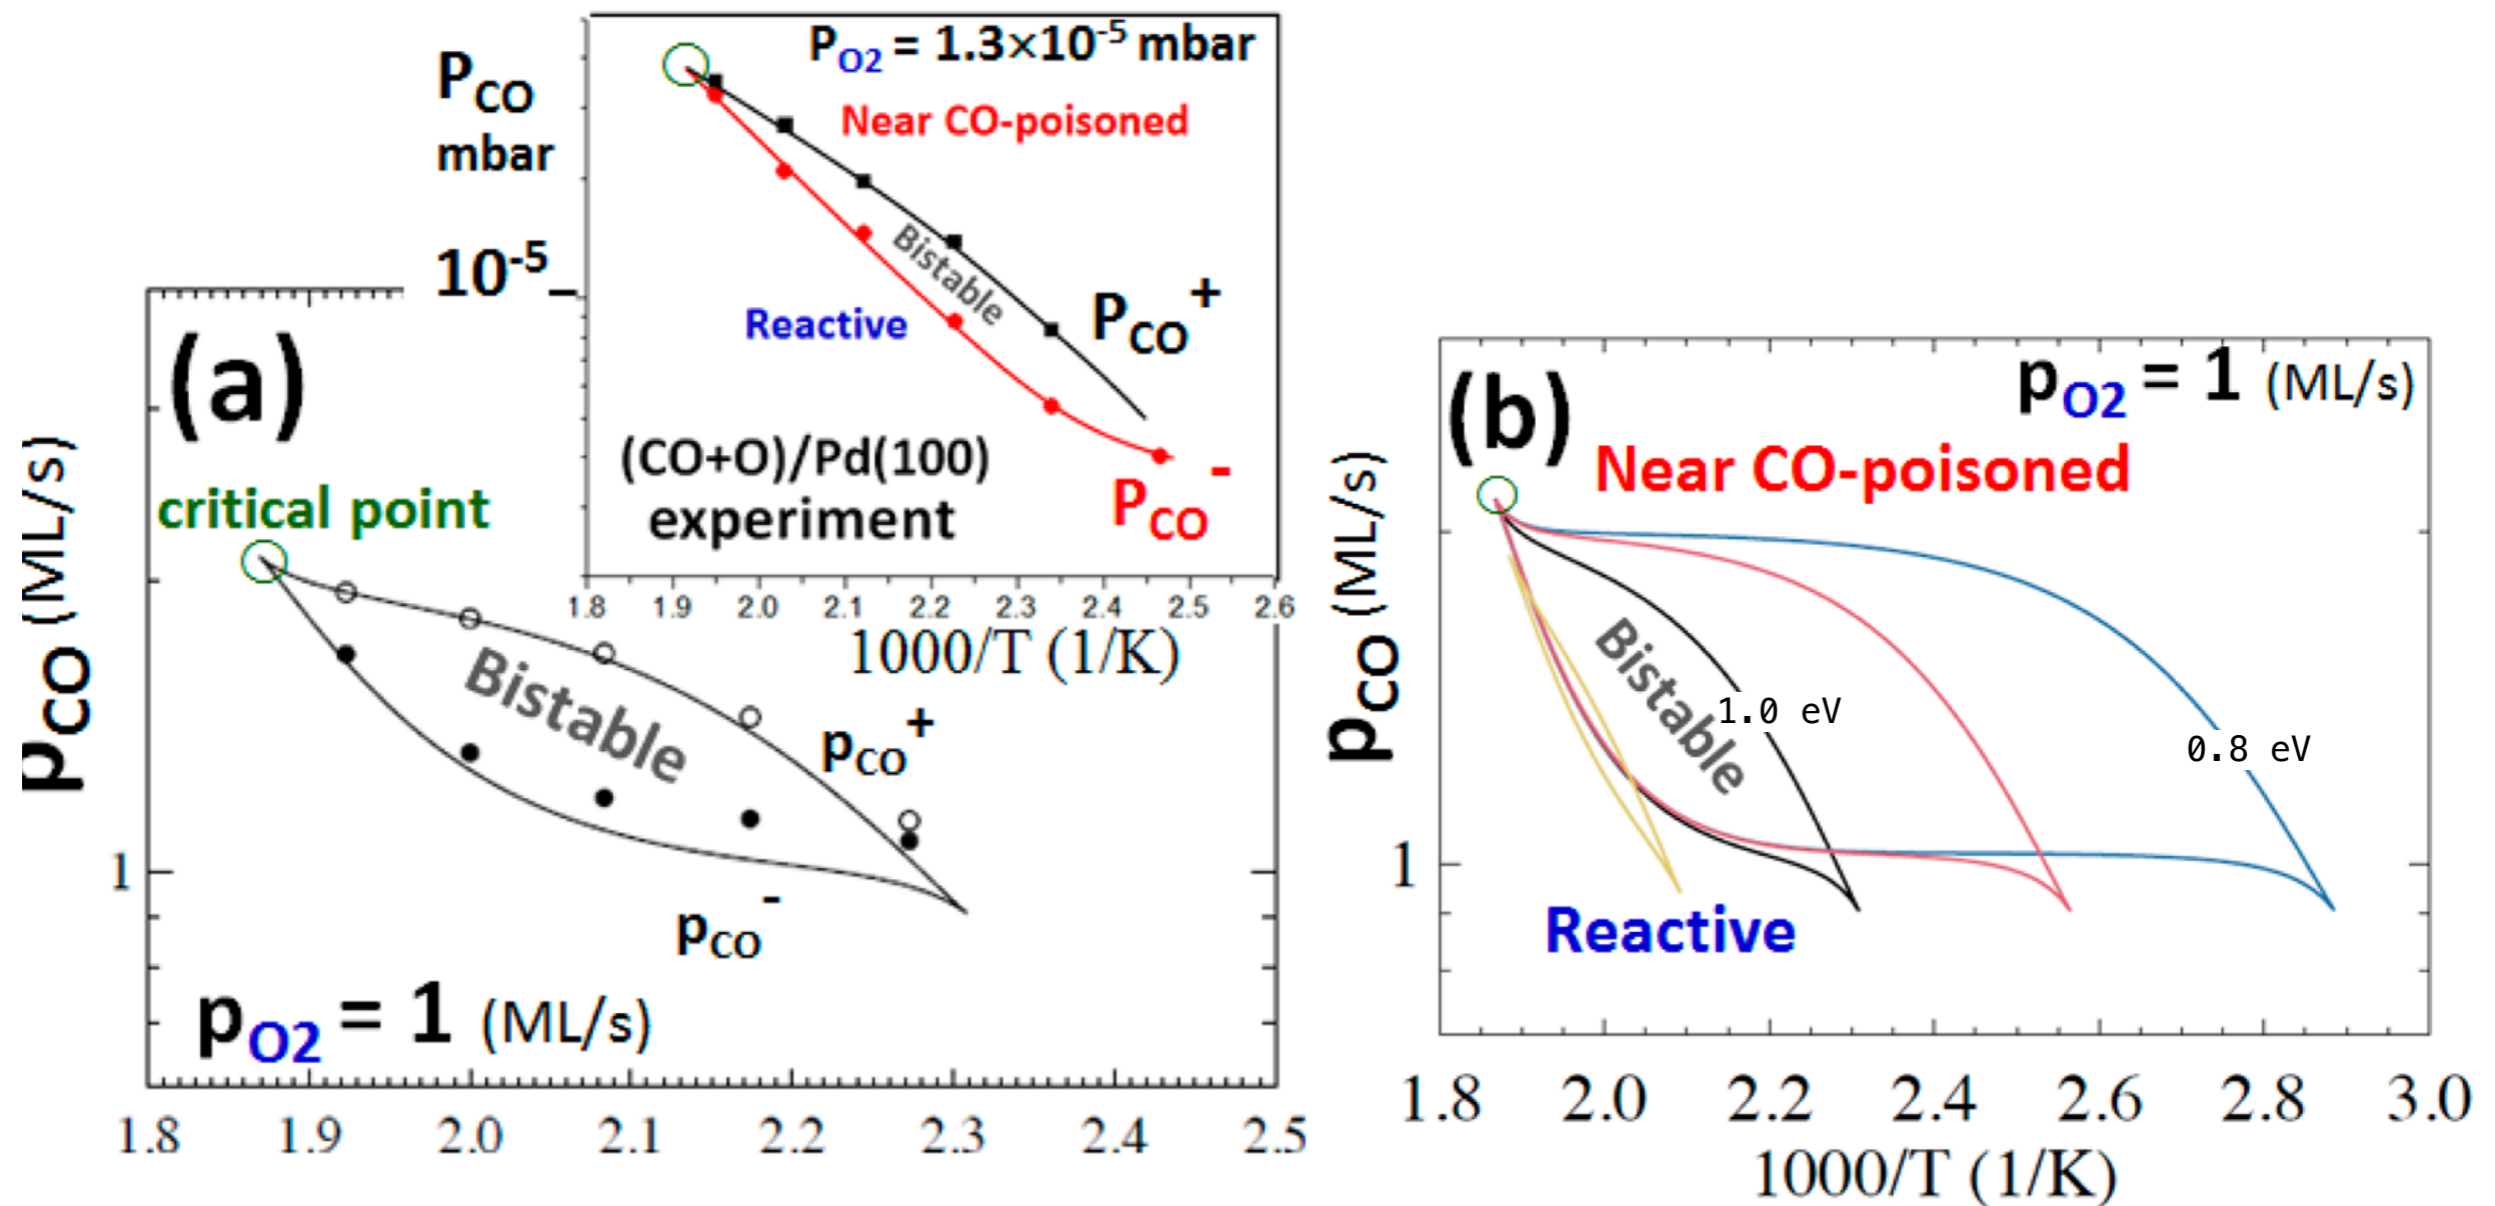 (a)
P_CO
mbar
10^-5
P_O2 = 1.3×10^-5 mbar
Near CO-poisoned
Bistable
Reactive
P_CO^+
P_CO^-
(CO+O)/Pd(100)
experiment
1.8 1.9 2.0 2.1 2.2 2.3 2.4 2.5 2.6
1000/T (1/K)
p_CO (ML/s)
critical point
Bistable
p_CO^+
p_CO^-
1
p_O2 = 1 (ML/s)
1.8 1.9 2.0 2.1 2.2 2.3 2.4 2.5
(b)
p_O2 = 1 (ML/s)
Near CO-poisoned
p_CO (ML/s)
Bistable
1.0 eV
0.8 eV
1
Reactive
1.8 2.0 2.2 2.4 2.6 2.8 3.0
1000/T (1/K)